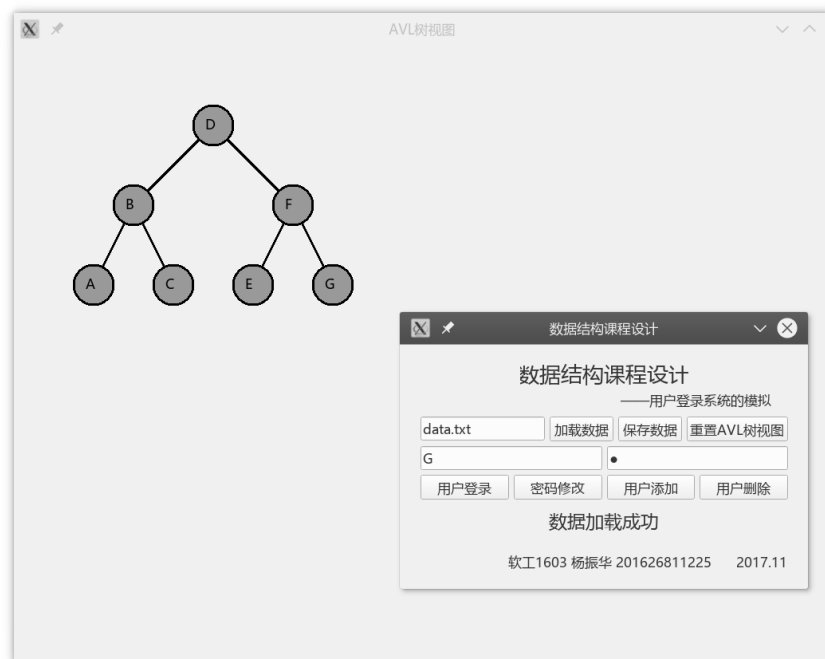 AVL树视图
D
B F
A C E G
数据结构课程设计
数据结构课程设计
——用户登录系统的模拟
data.txt 加载数据 保存数据 重置AVL树视图
G ●
用户登录 密码修改 用户添加 用户删除
数据加载成功
软工1603 杨振华 201626811225 2017.11